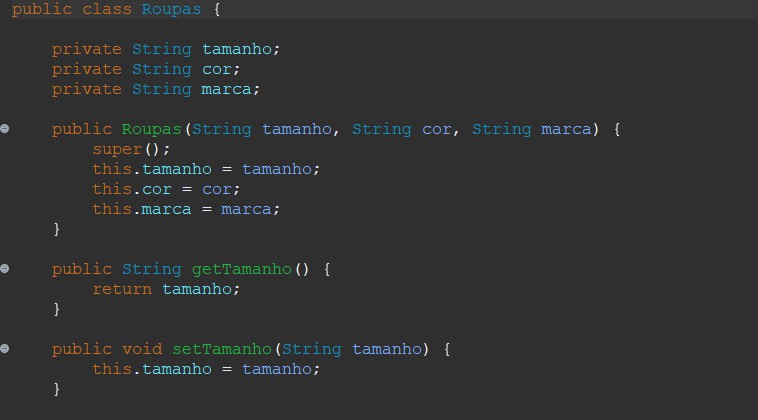 public class Roupas {
private String tamanho;
private String cor;
private String marca;
public Roupas(String tamanho, String cor, String marca) {
super();
this.tamanho = tamanho;
this.cor = cor;
this.marca = marca;
}
public String getTamanho() {
return tamanho;
}
public void setTamanho(String tamanho) {
this.tamanho = tamanho;
}